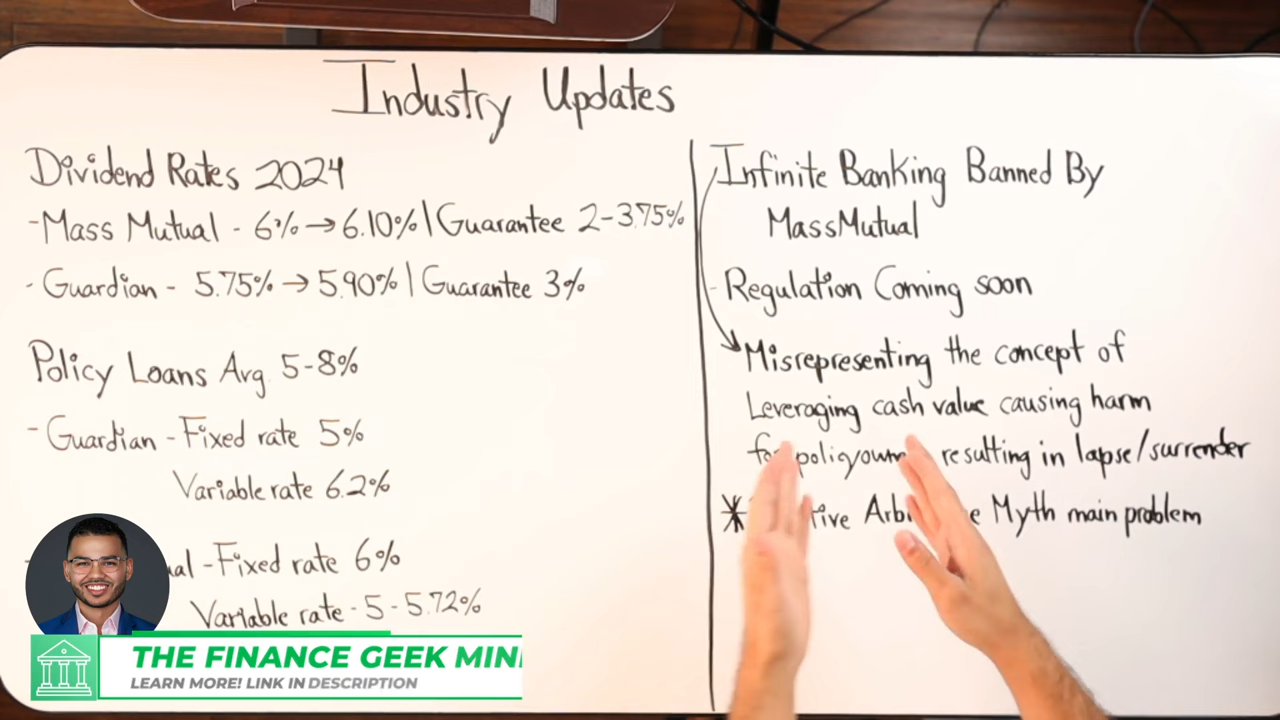 Industry Updates
Dividend Rates 2024
- Mass Mutual - 6% → 6.10% | Guarantee 2-3.75%
- Guardian - 5.75% → 5.90% | Guarantee 3%
Policy Loans Avg. 5-8%
- Guardian - Fixed rate 5%
Variable rate 6.2%
- Fixed rate 6%
Variable rate - 5 - 5.72%
Infinite Banking Banned By
MassMutual
- Regulation Coming soon
Misrepresenting the concept of
Leveraging cash value causing harm
resulting in lapse/surrender
Myth main problem
THE FINANCE GEEK
LEARN MORE! LINK IN DESCRIPTION